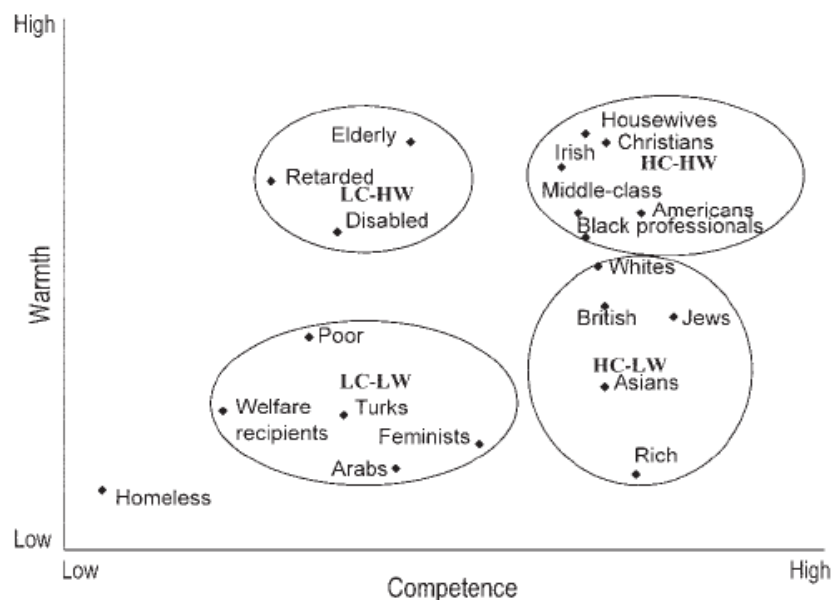 High
Housewives
Elderly
Christians
Irish
HC-HW
Retarded
LC-HW
Middle-class
Disabled
Americans
Black professionals
Whites
Warmth
British
Jews
Poor
HC-LW
LC-LW
Asians
Welfare
recipients
Turks
Feminists
Rich
Arabs
Homeless
Low
Low
High
Competence